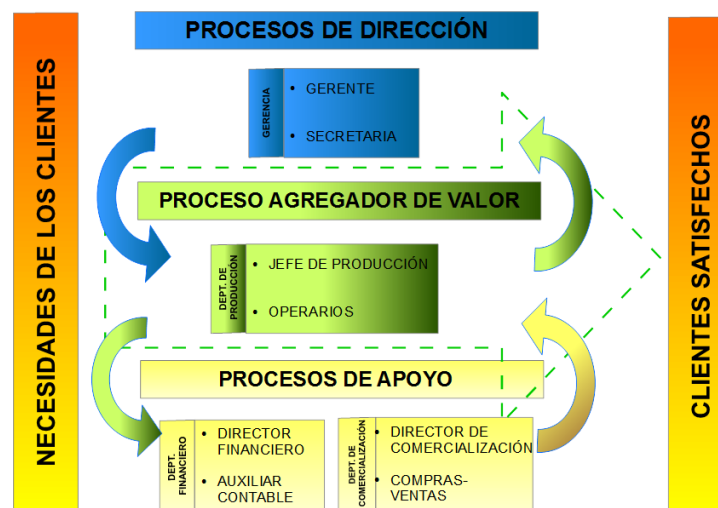 NECESIDADES DE LOS CLIENTES
PROCESOS DE DIRECCIÓN
GERENCIA
• GERENTE
• SECRETARIA
PROCESO AGREGADOR DE VALOR
DEPT. DE
PRODUCCIÓN
• JEFE DE PRODUCCIÓN
• OPERARIOS
PROCESOS DE APOYO
DEPT.
FINANCIERO
• DIRECTOR
FINANCIERO
• AUXILIAR
CONTABLE
DEPT. DE
COMERCIALIZACIÓN
• DIRECTOR DE
COMERCIALIZACIÓN
• COMPRAS-
VENTAS
CLIENTES SATISFECHOS